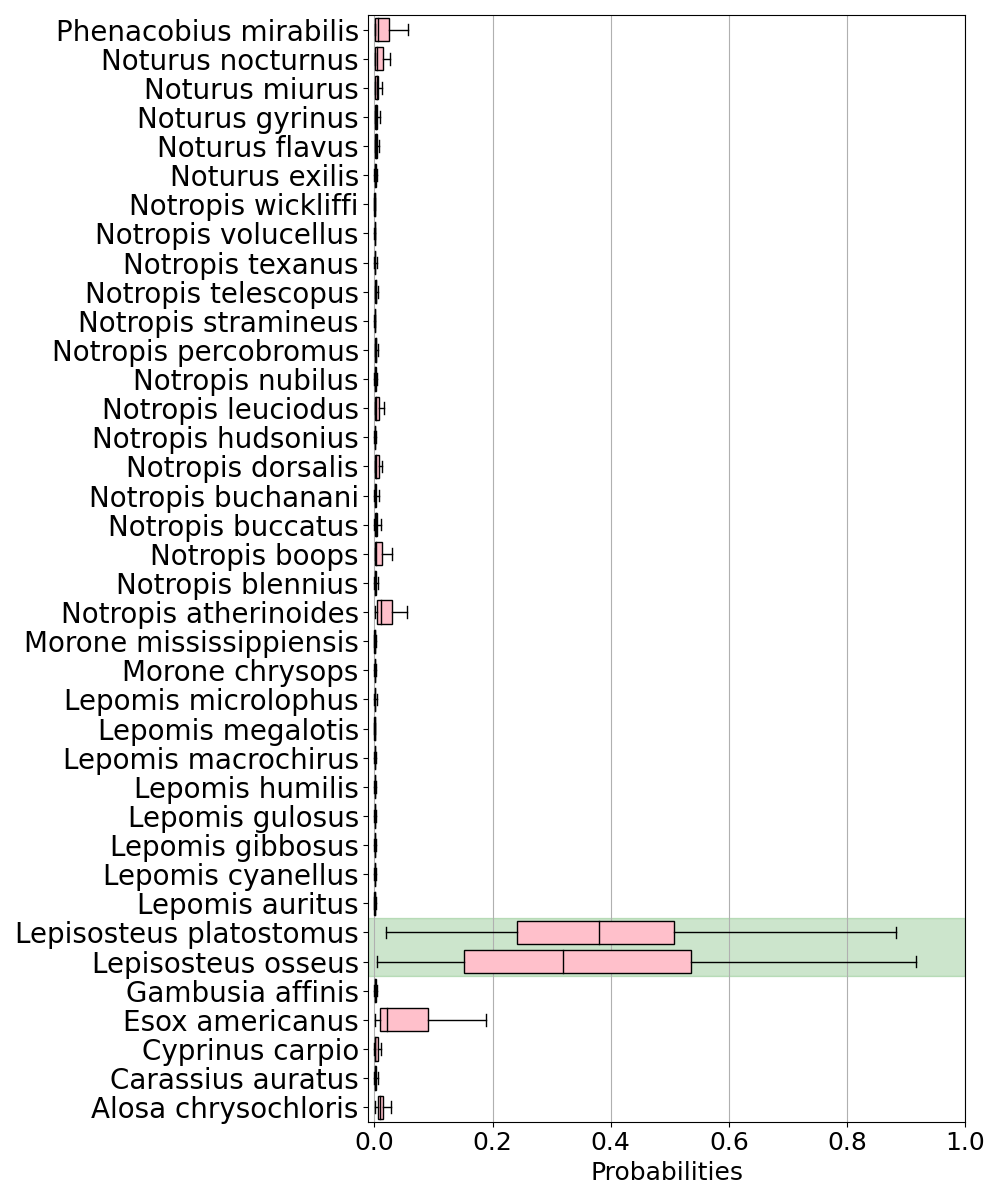 Phenacobius mirabilis
Noturus nocturnus
Noturus miurus
Noturus gyrinus
Noturus flavus
Noturus exilis
Notropis wickliffi
Notropis volucellus
Notropis texanus
Notropis telescopus
Notropis stramineus
Notropis percobromus
Notropis nubilus
Notropis leuciodus
Notropis hudsonius
Notropis dorsalis
Notropis buchanani
Notropis buccatus
Notropis boops
Notropis blennius
Notropis atherinoides
Morone mississippiensis
Morone chrysops
Lepomis microlophus
Lepomis megalotis
Lepomis macrochirus
Lepomis humilis
Lepomis gulosus
Lepomis gibbosus
Lepomis cyanellus
Lepomis auritus
Lepisosteus platostomus
Lepisosteus osseus
Gambusia affinis
Esox americanus
Cyprinus carpio
Carassius auratus
Alosa chrysochloris
0.0 0.2 0.4 0.6 0.8 1.0
Probabilities